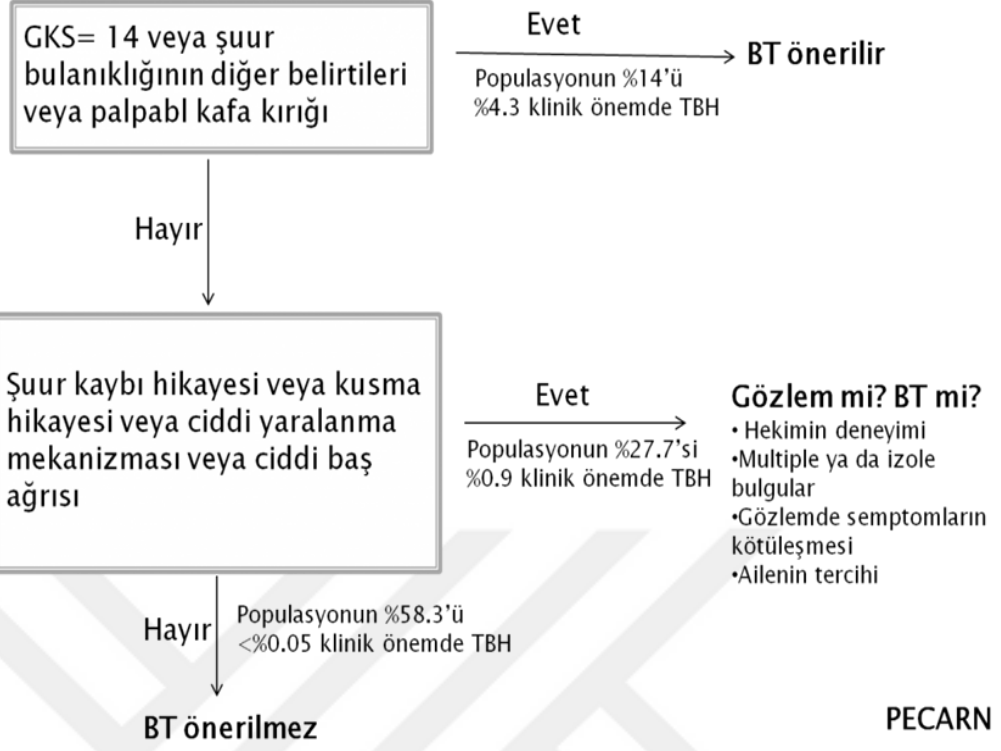 GKS= 14 veya şuur
bulanıklığının diğer belirtileri
veya palpabl kafa kırığı
Evet
Populasyonun %14'ü
%4.3 klinik önemde TBH
BT önerilir
Hayır
Şuur kaybı hikayesi veya kusma
hikayesi veya ciddi yaralanma
mekanizması veya ciddi baş
ağrısı
Evet
Populasyonun %27.7'si
%0.9 klinik önemde TBH
Gözlem mi? BT mi?
• Hekimin deneyimi
•Multiple ya da izole
bulgular
•Gözlemde semptomların
kötüleşmesi
•Ailenin tercihi
Hayır
Populasyonun %58.3'ü
<%0.05 klinik önemde TBH
BT önerilmez
PECARN